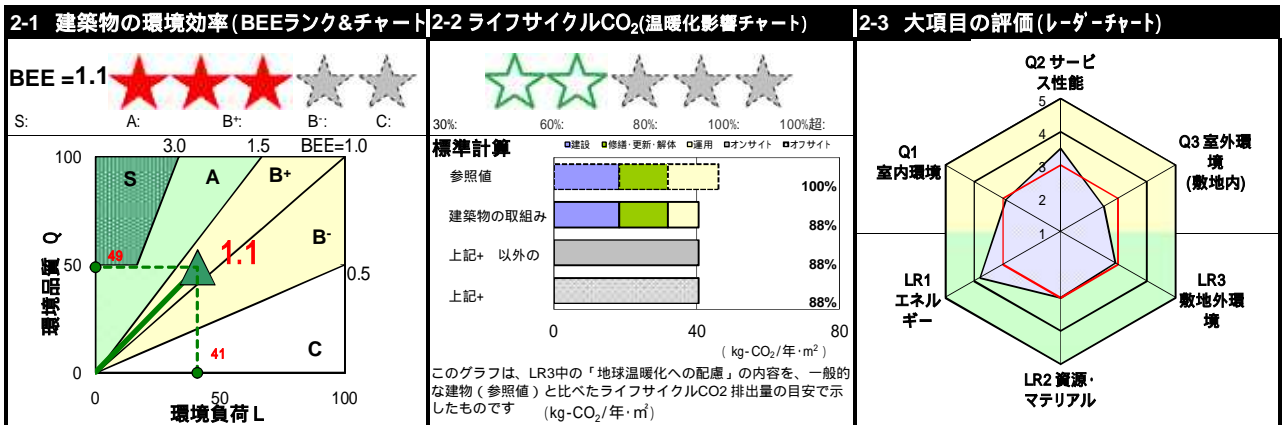 2-1 建築物の環境効率(BEEランク&チャート
BEE =1.1
S: A: B+: B-: C:
3.0 1.5 BEE=1.0
100
S A B+
B-
1.1
49
50
0.5
41
C
0
0 50 100
環境品質 Q
環境負荷 L
2-2 ライフサイクルCO2(温暖化影響チャート)
30%: 60%: 80%: 100%: 100%超:
標準計算
建設 修繕・更新・解体 運用 オンサイト オフサイト
参照値 100%
建築物の取組み 88%
上記+ 以外の 88%
上記+ 88%
0 40 80
( kg-CO2/年・m2 )
このグラフは、LR3中の「地球温暖化への配慮」の内容を、一般的
な建物(参照値)と比べたライフサイクルCO2 排出量の目安で示
したものです (kg-CO2/年・㎡)
2-3 大項目の評価(レーダーチャート)
Q2 サービ
ス性能
5
4
3
2
1
Q1
室内環境
Q3 室外環
境
(敷地内)
LR1
エネル
ギー
LR3
敷地外環
境
LR2 資源・
マテリアル